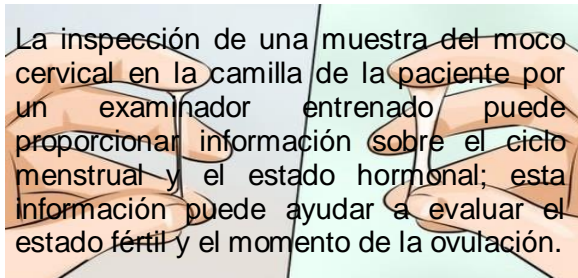 La inspección de una muestra del moco
cervical en la camilla de la paciente por
un examinador entrenado puede
proporcionar información sobre el ciclo
menstrual y el estado hormonal; esta
información puede ayudar a evaluar el
estado fértil y el momento de la ovulación.